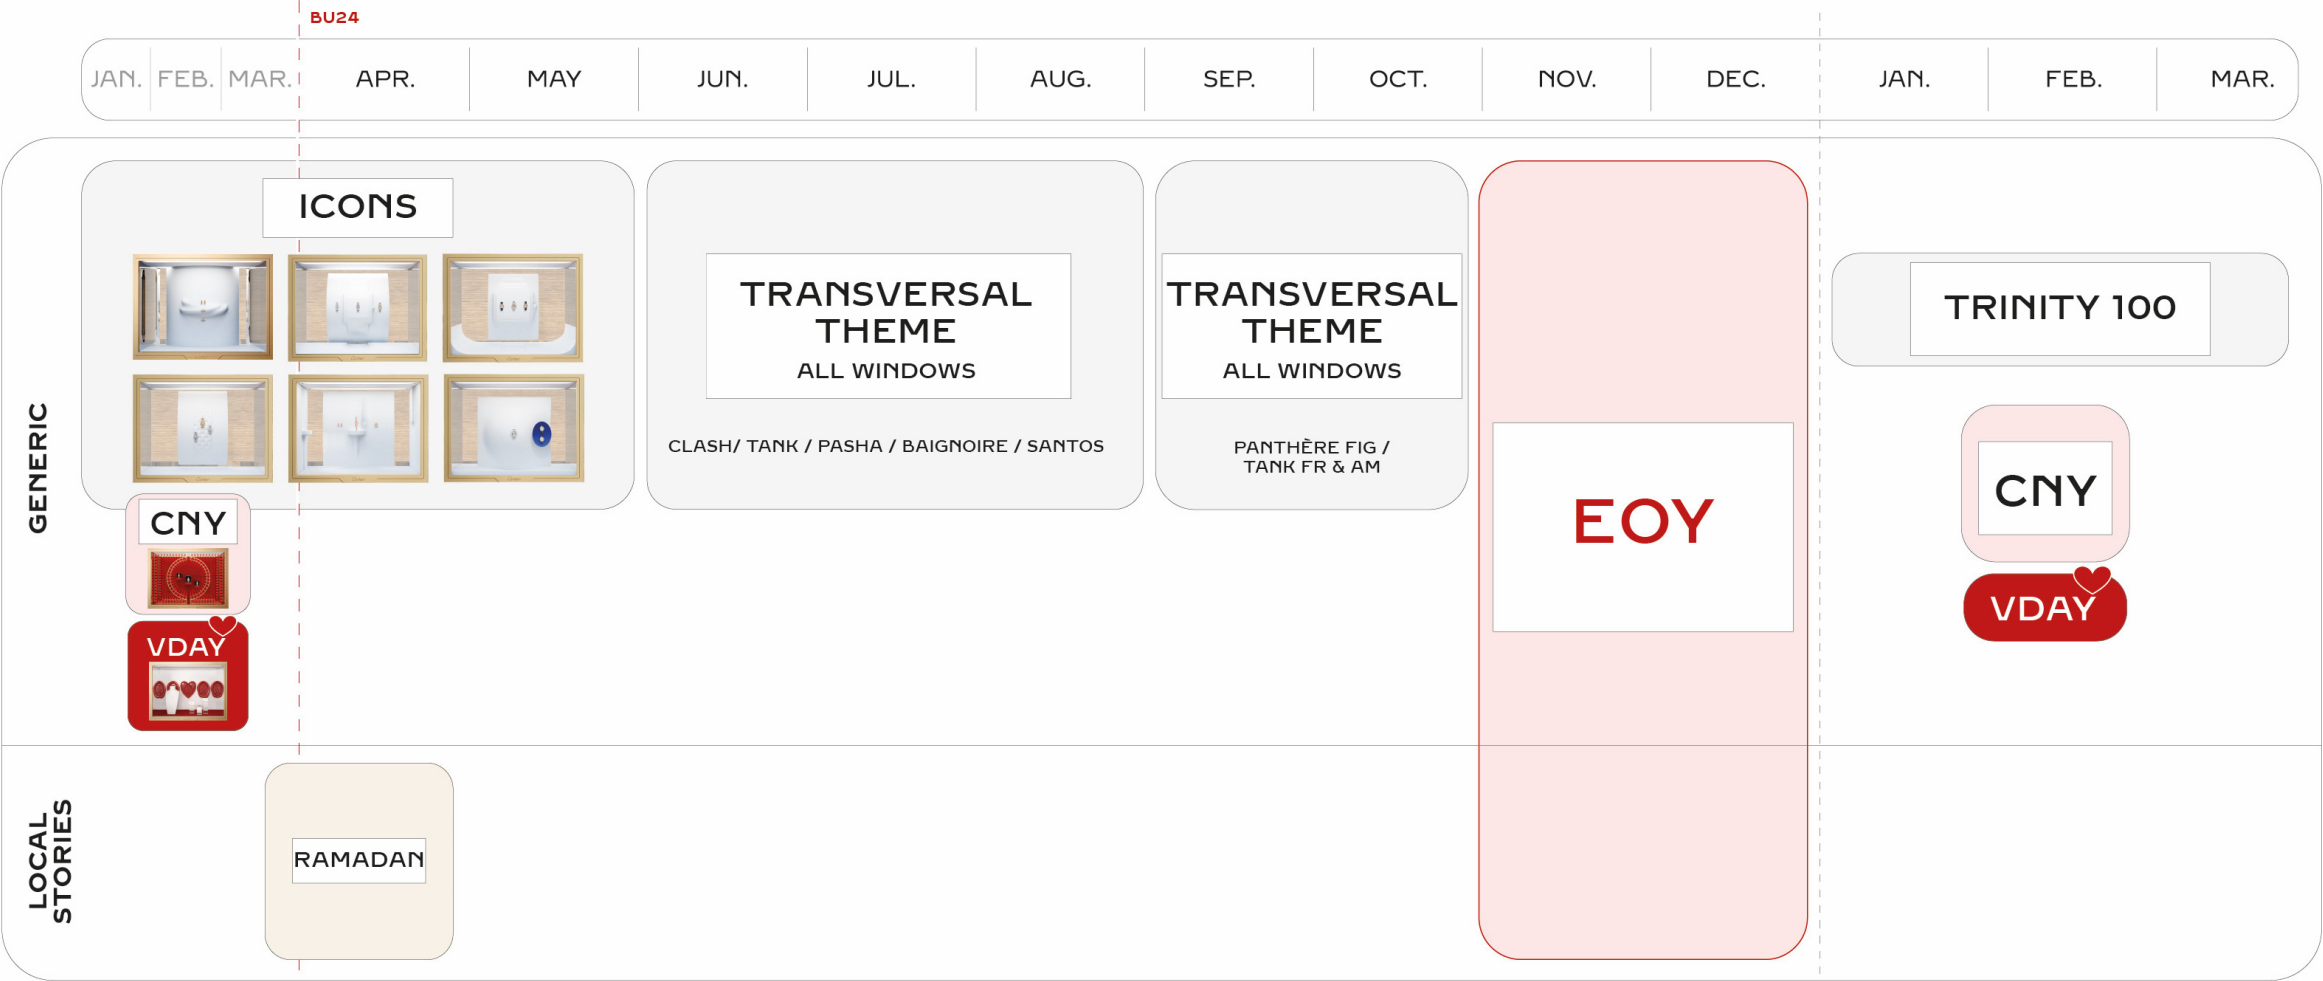 BU24
JAN. FEB. MAR. APR. MAY JUN. JUL. AUG. SEP. OCT. NOV. DEC. JAN. FEB. MAR.
GENERIC
ICONS
CNY
VDAY
TRANSVERSAL
THEME
ALL WINDOWS
CLASH/ TANK / PASHA / BAIGNOIRE / SANTOS
TRANSVERSAL
THEME
ALL WINDOWS
PANTHÈRE FIG /
TANK FR & AM
EOY
TRINITY 100
CNY
VDAY
LOCAL
STORIES
RAMADAN